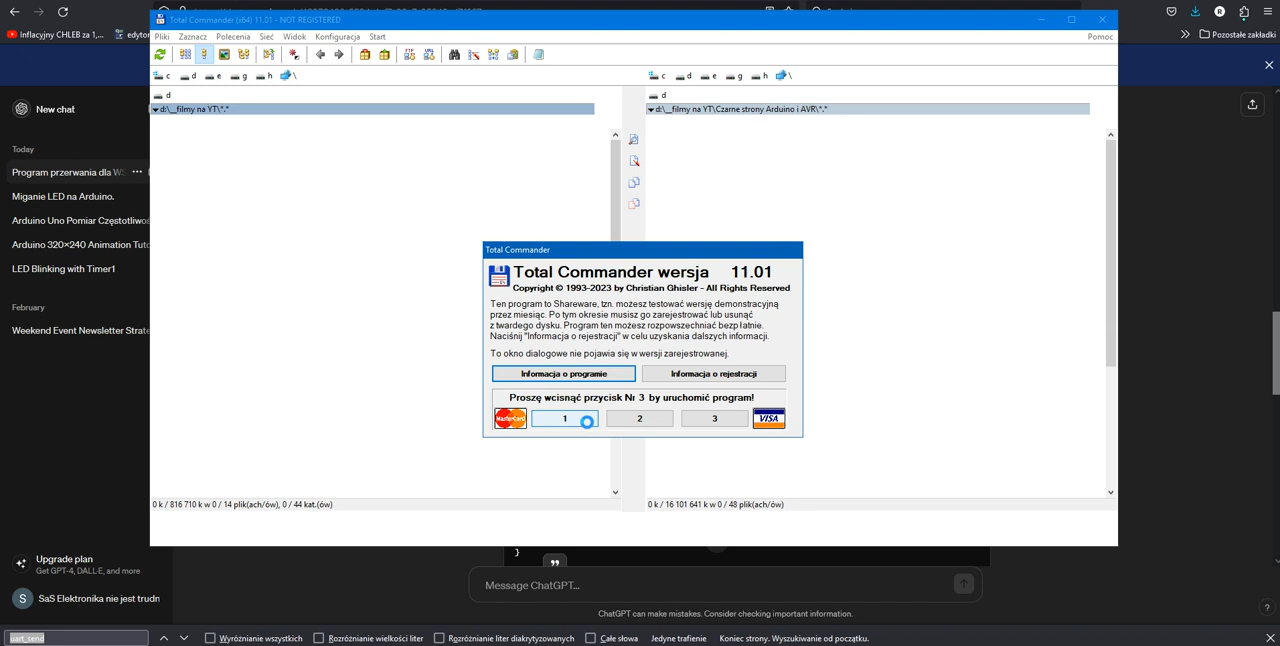 Inflacyjny CHLEB za 1,...
edytor
Pozostałe zakładki
Total Commander (x64) 11.01 - NOT REGISTERED
Pliki Zaznacz Polecenia Sieć Widok Konfiguracja Start Pomoc
c d e g h \
c d e g h \
d
d
d:\__filmy na YT\*.*
d:\__filmy na YT\Czarne strony Arduino i AVR\*.*
New chat
Today
Program przerwania dla WS
Miganie LED na Arduino.
Arduino Uno Pomiar Częstotliwoś
Arduino 320×240 Animation Tuto
LED Blinking with Timer1
February
Weekend Event Newsletter Strate
Total Commander
Total Commander wersja 11.01
Copyright © 1993-2023 by Christian Ghisler - All Rights Reserved
Ten program to Shareware, tzn. możesz testować wersję demonstracyjną
przez miesiąc. Po tym okresie musisz go zarejestrować lub usunąć
z twardego dysku. Program ten możesz rozpowszechniać bezpłatnie.
Naciśnij "Informacja o rejestracji" w celu uzyskania dalszych informacji.
To okno dialogowe nie pojawia się w wersji zarejestrowanej.
Informacja o programie
Informacja o rejestracji
Proszę wcisnąć przycisk Nr 3 by uruchomić program!
MasterCard 1 2 3 VISA
0 k / 816 710 k w 0 / 14 plik(ach/ów), 0 / 44 kat.(ów)
0 k / 16 101 641 k w 0 / 48 plik(ach/ów)
}
Upgrade plan
Get GPT-4, DALL·E, and more
S SaS Elektronika nie jest trudn
Message ChatGPT...
ChatGPT can make mistakes. Consider checking important information.
?
uart_send
Wyróżnianie wszystkich
Rozróżnianie wielkości liter
Rozróżnianie liter diakrytyzowanych
Całe słowa
Jedyne trafienie
Koniec strony. Wyszukiwanie od początku.